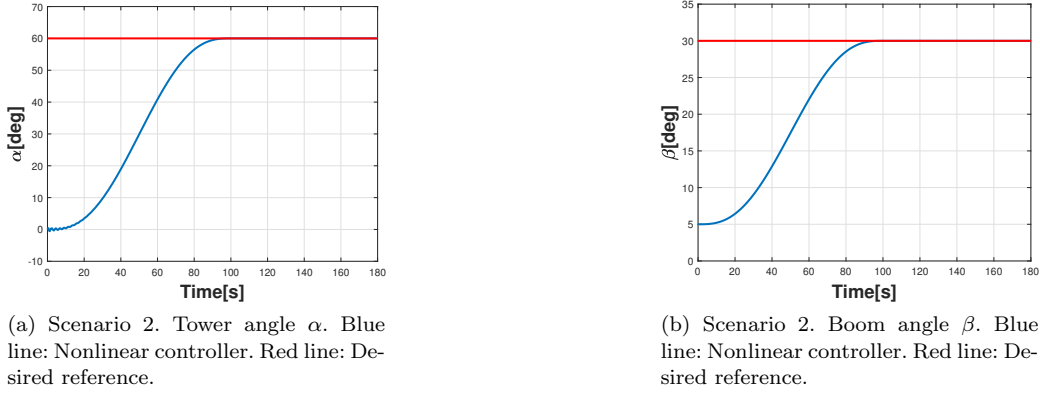 60
50
40
30
20
10
0
-10
α[deg]
0 20 40 60 80 100 120 140 160 180
Time[s]
(a) Scenario 2. Tower angle α. Blue
line: Nonlinear controller. Red line: De-
sired reference.
35
30
25
20
15
10
5
0
β[deg]
0 20 40 60 80 100 120 140 160 180
Time[s]
(b) Scenario 2. Boom angle β. Blue
line: Nonlinear controller. Red line: De-
sired reference.